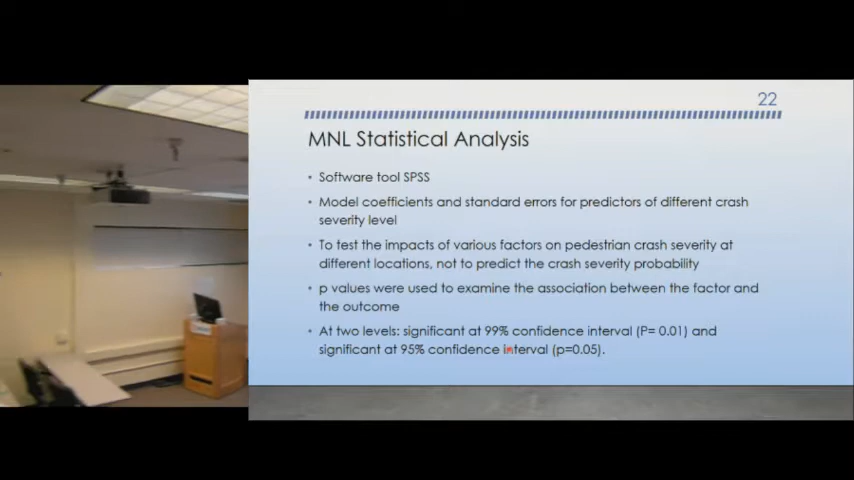 22
MNL Statistical Analysis
• Software tool SPSS
• Model coefficients and standard errors for predictors of different crash
severity level
• To test the impacts of various factors on pedestrian crash severity at
different locations, not to predict the crash severity probability
• p values were used to examine the association between the factor and
the outcome
• At two levels: significant at 99% confidence interval (P= 0.01) and
significant at 95% confidence interval (p=0.05).